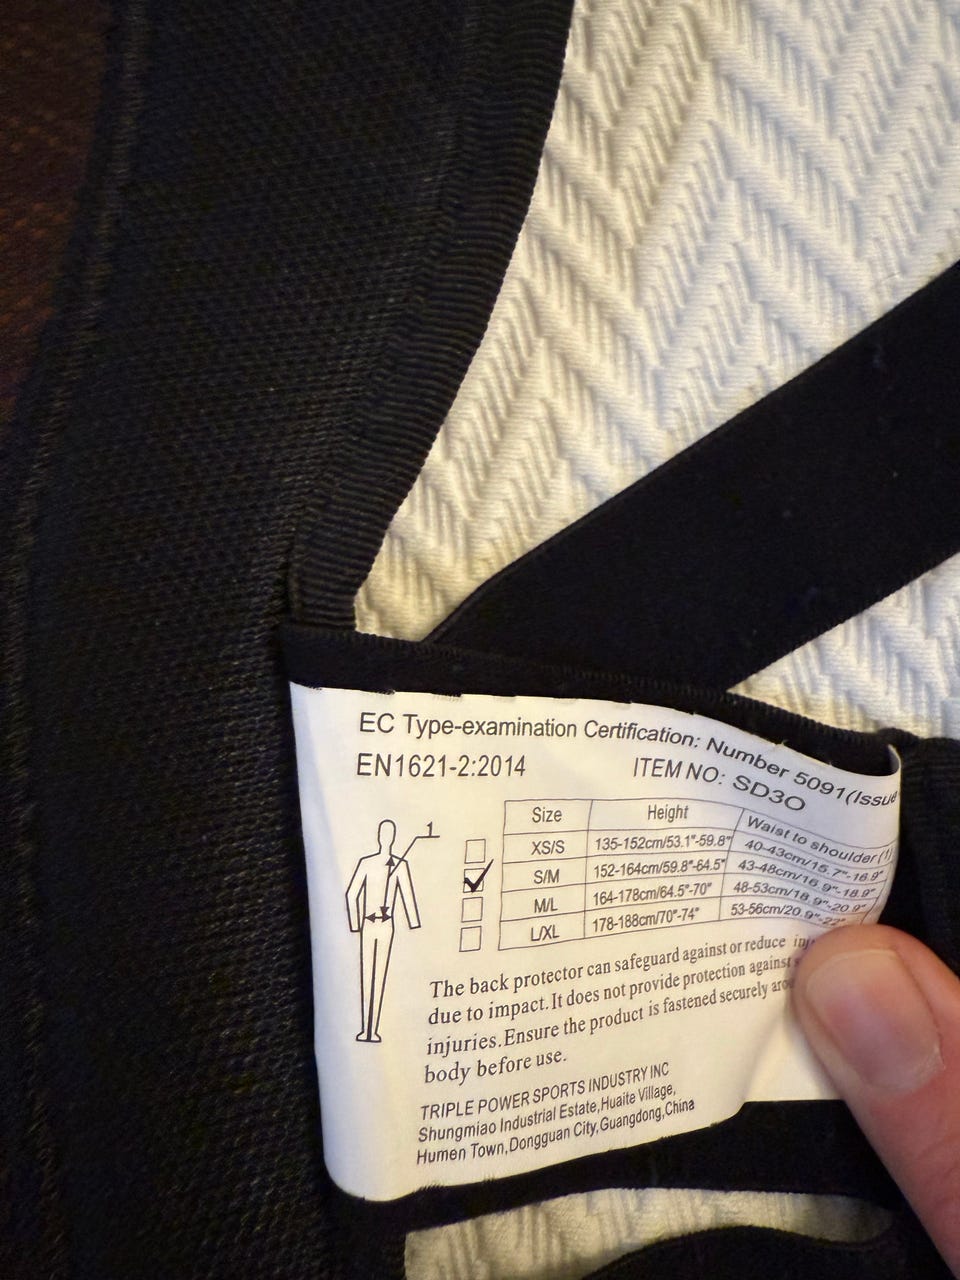 EC Type-examination Certification: Number 5091(Issue
EN1621-2:2014 ITEM NO: SD3O
1
Size Height Waist to shoulder (1)
XS/S 135-152cm/53.1"-59.8" 40-43cm/15.7"-16.9"
S/M 152-164cm/59.8"-64.5" 43-48cm/16.9"-18.9"
M/L 164-178cm/64.5"-70" 48-53cm/18.9"-20.9"
L/XL 178-188cm/70"-74" 53-56cm/20.9"-22"
The back protector can safeguard against or reduce
due to impact. It does not provide protection against
injuries. Ensure the product is fastened securely
body before use.
TRIPLE POWER SPORTS INDUSTRY INC
Shungmiao Industrial Estate, Huaite Village,
Humen Town, Dongguan City, Guangdong, China